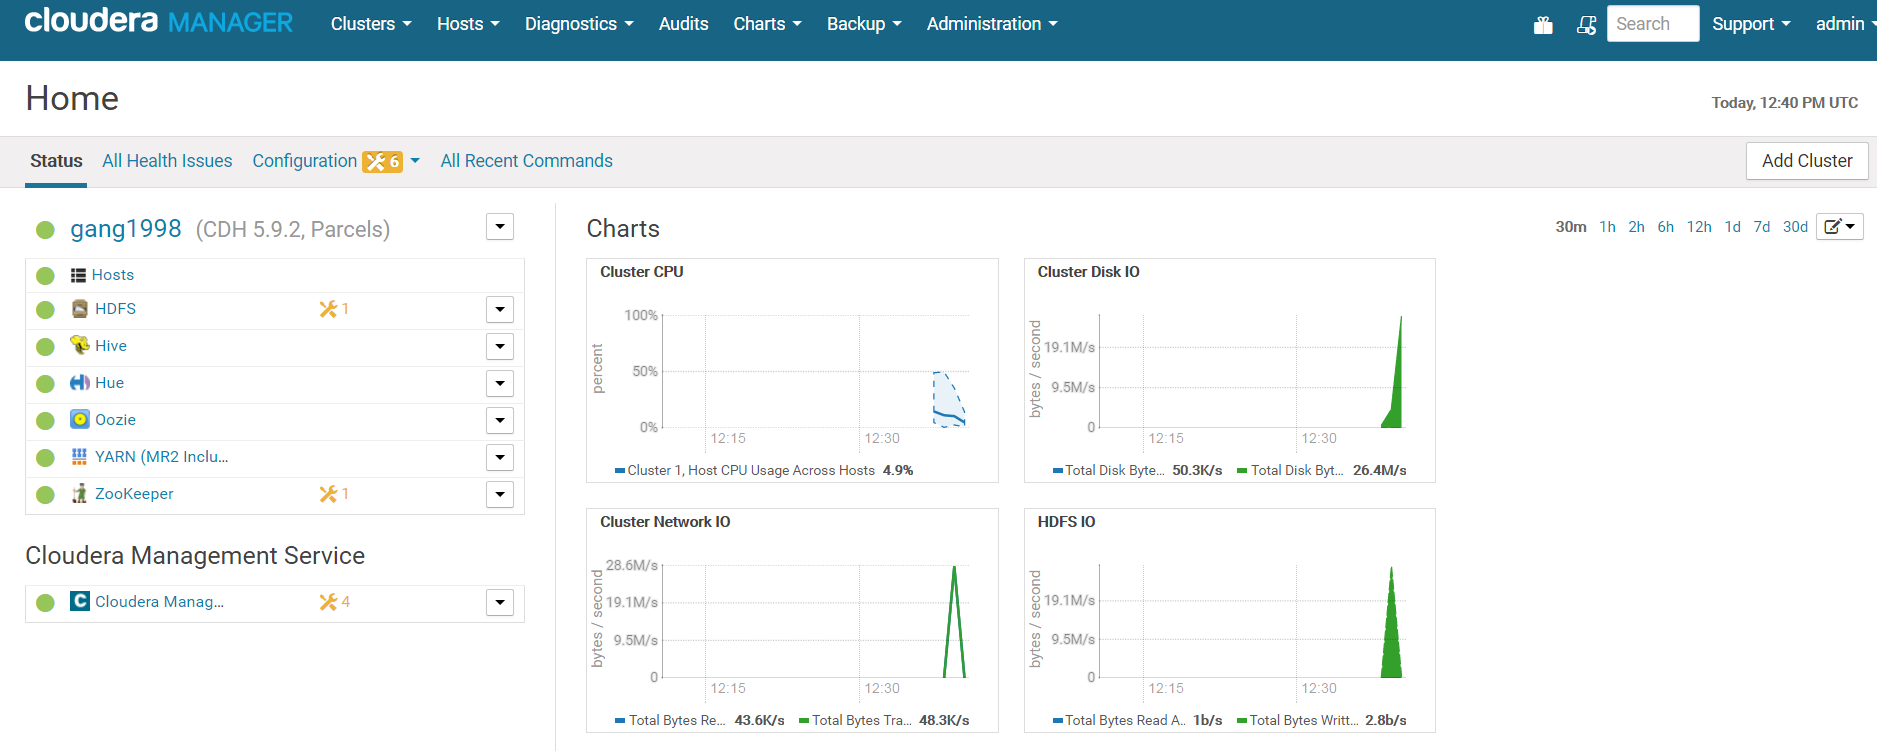 cloudera MANAGER Clusters Hosts Diagnostics Audits Charts Backup Administration Search Support admin
Home
Today, 12:40 PM UTC
Status All Health Issues Configuration 6 All Recent Commands Add Cluster
gang1998 (CDH 5.9.2, Parcels)
Hosts
HDFS 1
Hive
Hue
Oozie
YARN (MR2 Inclu...
ZooKeeper 1
Cloudera Management Service
C Cloudera Manag... 4
Charts
30m 1h 2h 6h 12h 1d 7d 30d
Cluster CPU
percent
100%
50%
0%
12:15 12:30
Cluster 1, Host CPU Usage Across Hosts 4.9%
Cluster Disk IO
bytes / second
19.1M/s
9.5M/s
0
12:15 12:30
Total Disk Byte... 50.3K/s Total Disk Byt... 26.4M/s
Cluster Network IO
bytes / second
28.6M/s
19.1M/s
9.5M/s
0
12:15 12:30
Total Bytes Re... 43.6K/s Total Bytes Tra... 48.3K/s
HDFS IO
bytes / second
19.1M/s
9.5M/s
0
12:15 12:30
Total Bytes Read A.. 1b/s Total Bytes Writt... 2.8b/s